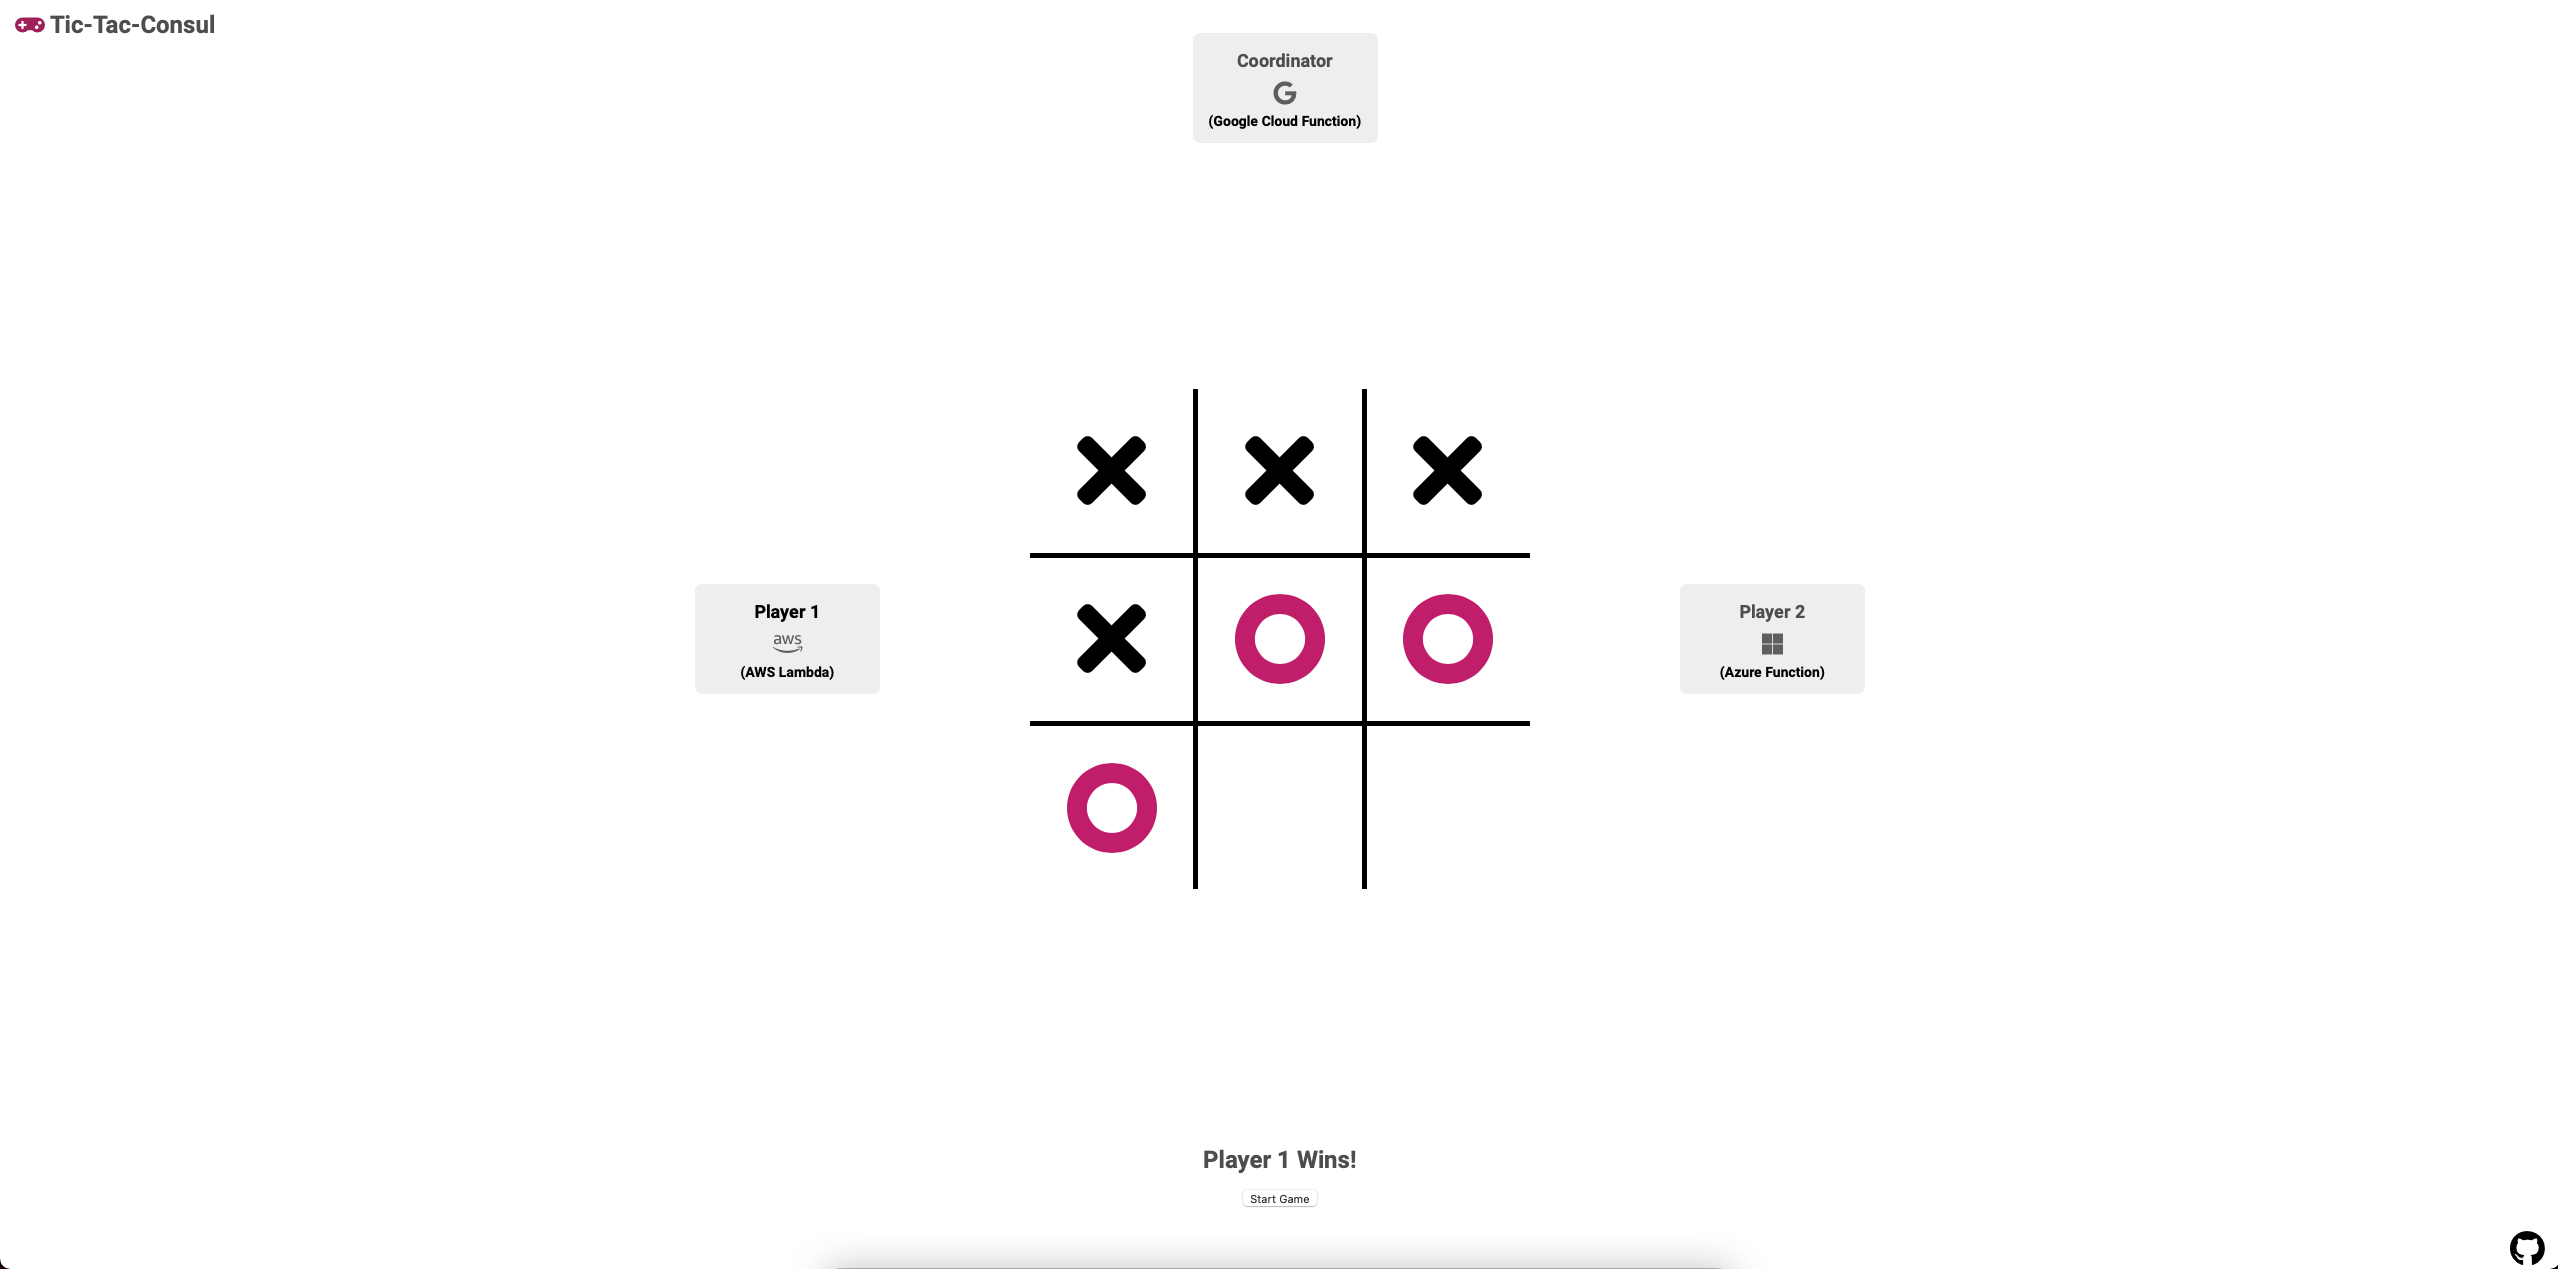 Tic-Tac-Consul
Coordinator
G
(Google Cloud Function)
Player 1
aws
(AWS Lambda)
Player 2
(Azure Function)
Player 1 Wins!
Start Game